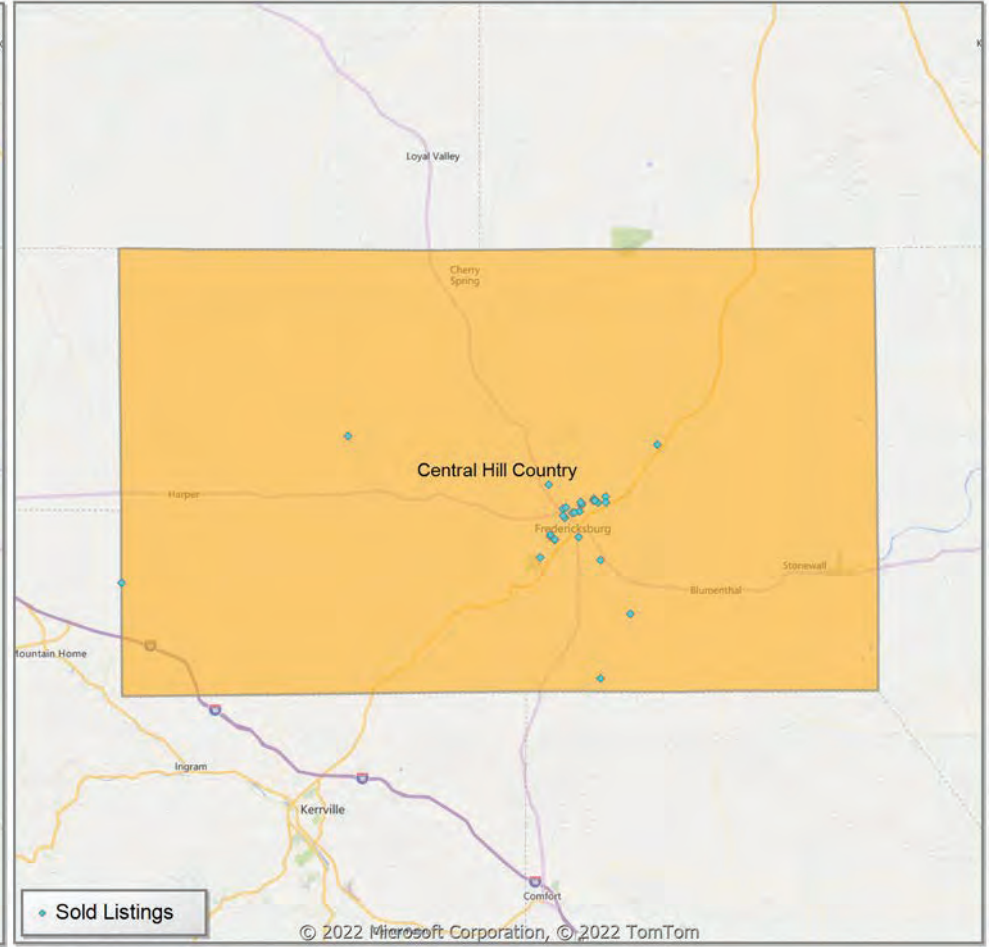 Loyal Valley
Cherry
Spring
Central Hill Country
Harper
Fredericksburg
Stonewall
Blumenthal
Mountain Home
Ingram
Kerrville
Comfort
Sold Listings
© 2022 Microsoft Corporation, © 2022 TomTom